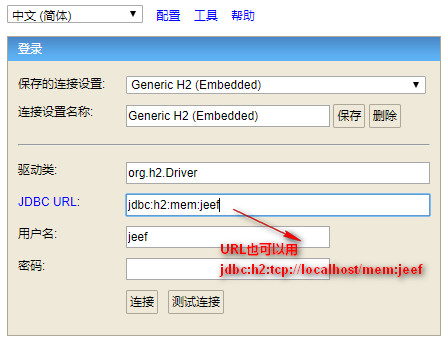 中文 (简体) 配置 工具 帮助
登录
保存的连接设置: Generic H2 (Embedded)
连接设置名称: Generic H2 (Embedded) 保存 删除
驱动类: org.h2.Driver
JDBC URL: jdbc:h2:mem:jeef
用户名: jeef
URL也可以用
密码: jdbc:h2:tcp://localhost/mem:jeef
连接 测试连接